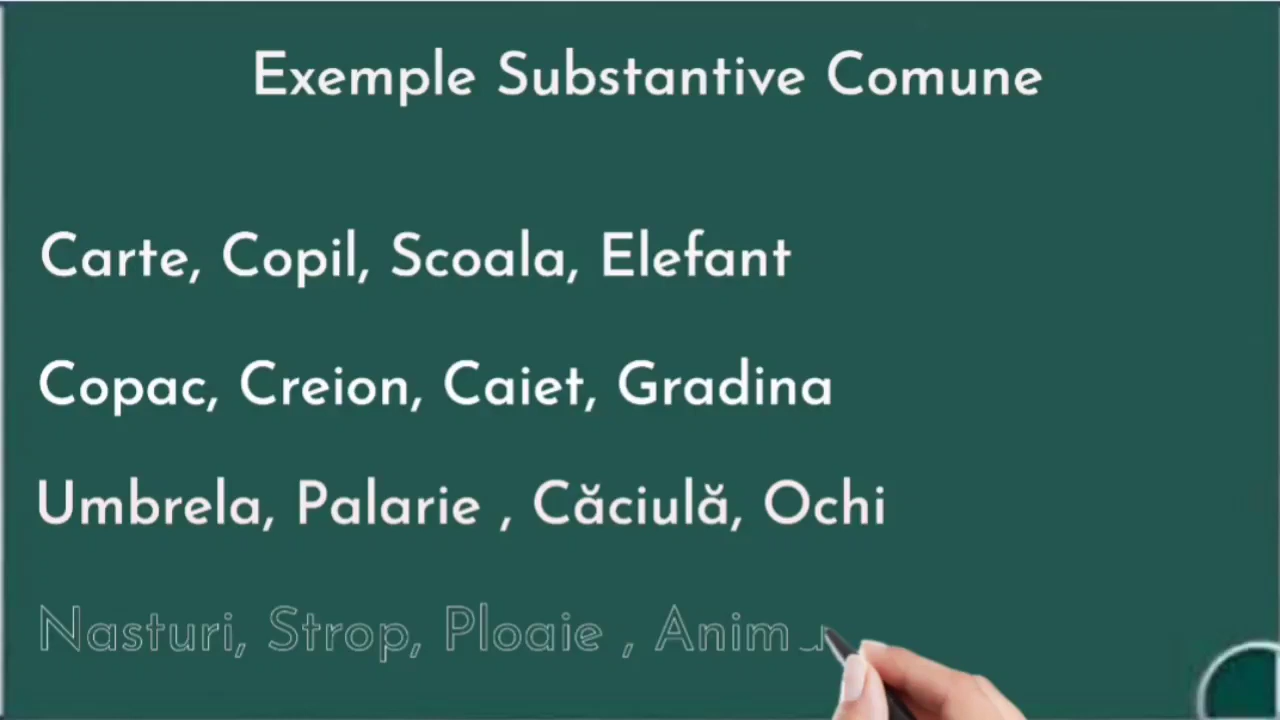 Exemple Substantive Comune
Carte, Copil, Scoala, Elefant
Copac, Creion, Caiet, Gradina
Umbrela, Palarie , Căciulă, Ochi
Nasturi, Strop, Ploaie ,